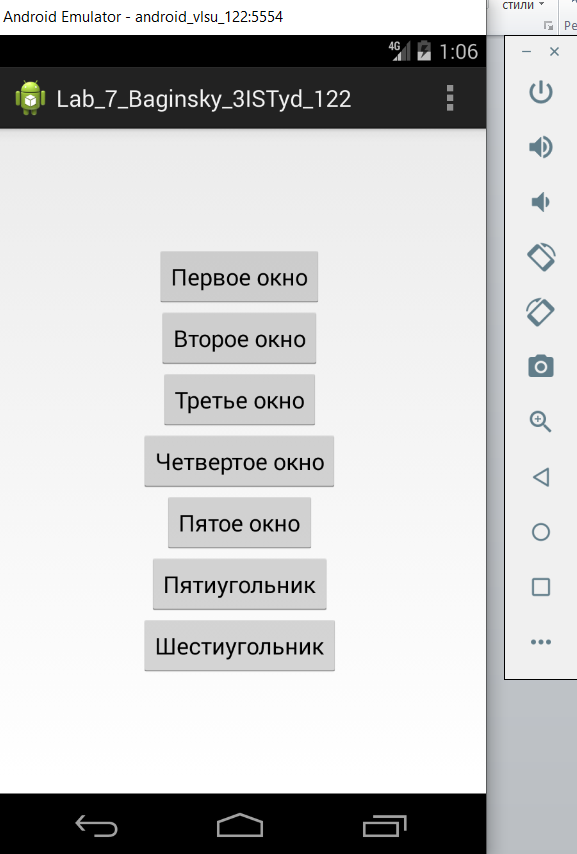 стили
Android Emulator - android_vlsu_122:5554
4G 1:06
Lab_7_Baginsky_3ISTyd_122
Первое окно
Второе окно
Третье окно
Четвертое окно
Пятое окно
Пятиугольник
Шестиугольник